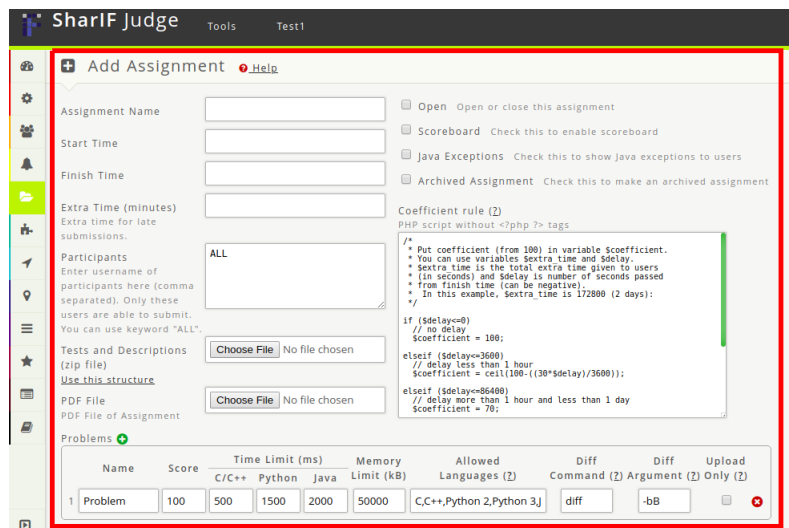 SharIF Judge
Tools
Test1
Add Assignment
Help
Assignment Name
Start Time
Finish Time
Extra Time (minutes)
Extra time for late
submissions.
Participants
Enter username of
participants here (comma
separated). Only these
users are able to submit.
You can use keyword "ALL".
ALL
Tests and Descriptions
(zip file)
Use this structure
Choose File No file chosen
PDF File
PDF File of Assignment
Choose File No file chosen
Open Open or close this assignment
Scoreboard Check this to enable scoreboard
Java Exceptions Check this to show Java exceptions to users
Archived Assignment Check this to make an archived assignment
Coefficient rule (?)
PHP script without <?php ?> tags
/*
* Put coefficient (from 100) in variable $coefficient.
* You can use variables $extra_time and $delay.
* $extra_time is the total extra time given to users
* (in seconds) and $delay is number of seconds passed
* from finish time (can be negative).
* In this example, $extra_time is 172800 (2 days):
*/
if ($delay<=0)
// no delay
$coefficient = 100;
elseif ($delay<=3600)
// delay less than 1 hour
$coefficient = ceil(100-((30*$delay)/3600));
elseif ($delay<=86400)
// delay more than 1 hour and less than 1 day
$coefficient = 70;
Problems
Name
Score
Time Limit (ms)
C/C++ Python Java
Memory
Limit (kB)
Allowed
Languages (?)
Diff
Command (?)
Diff
Argument (?)
Upload
Only (?)
1 Problem 100 500 1500 2000 50000 C,C++,Python 2,Python 3,J diff -bB